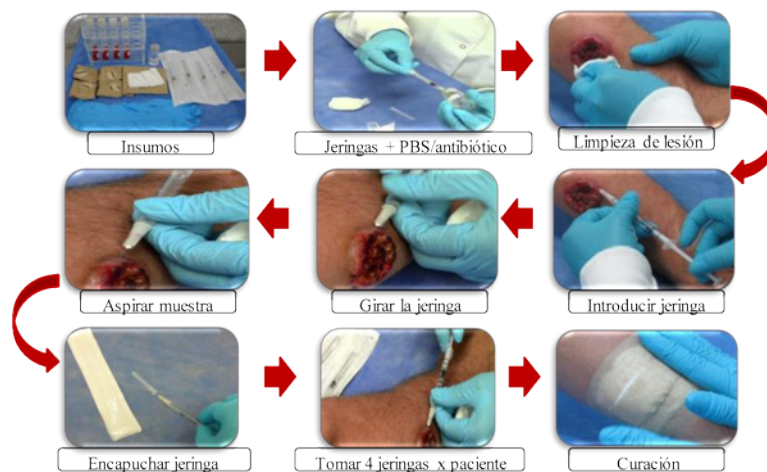 Insumos
Jeringas + PBS/antibiótico
Limpieza de lesión
Introducir jeringa
Girar la jeringa
Aspirar muestra
Encapuchar jeringa
Tomar 4 jeringas x paciente
Curación